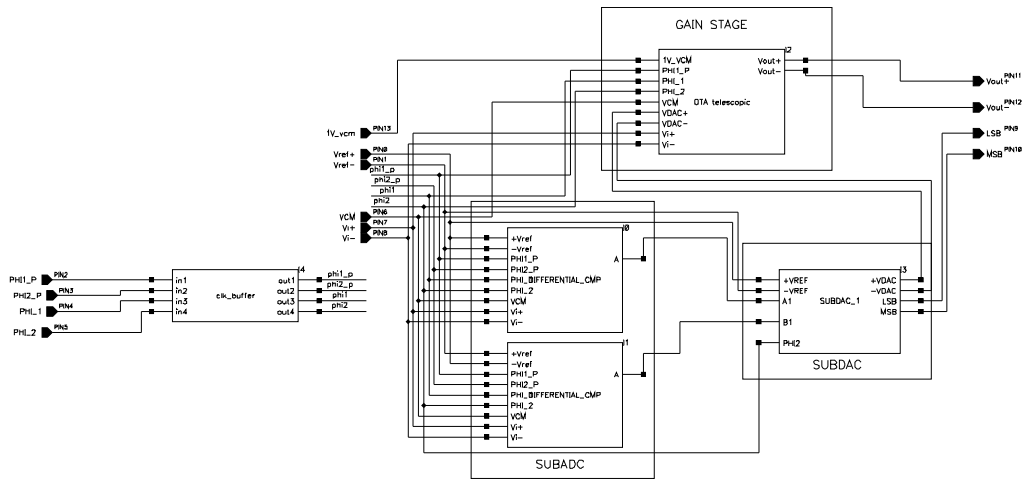 GAIN STAGE
I2
1V_VCM
PHI1_P
PHI_1
PHI_2
VCM
OTA telescopic
VDAC+
VDAC-
Vi+
Vi-
Vout+
Vout-
Vout+ PIN11
Vout- PIN12
LSB PIN9
MSB PIN10
1V_vcm PIN13
Vref+ PIN0
Vref- PIN1
phi1_p
phi2_p
phi1
phi2
VCM PIN6
Vi+ PIN7
Vi- PIN8
PHI1_P PIN2
PHI2_P PIN3
PHI_1 PIN4
PHI_2 PIN5
I4
in1
in2
in3
in4
clk_buffer
out1
out2
out3
out4
phi1_p
phi2_p
phi1
phi2
I0
+Vref
-Vref
PHI1_P
PHI2_P
PHI_DIFFERENTIAL_CMP
PHI_2
VCM
Vi+
Vi-
A
I1
+Vref
-Vref
PHI1_P
PHI2_P
PHI_DIFFERENTIAL_CMP
PHI_2
VCM
Vi+
Vi-
A
SUBADC
I3
+VREF
-VREF
A1
B1
PHI2
SUBDAC_1
+VDAC
-VDAC
LSB
MSB
SUBDAC